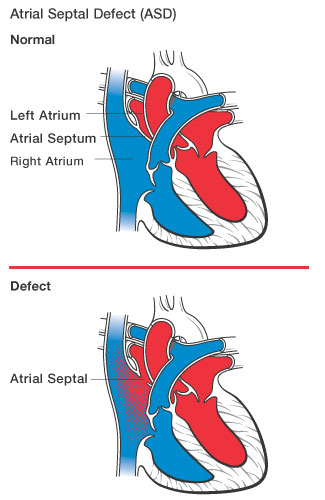 Atrial Septal Defect (ASD)
Normal
Left Atrium
Atrial Septum
Right Atrium
Defect
Atrial Septal